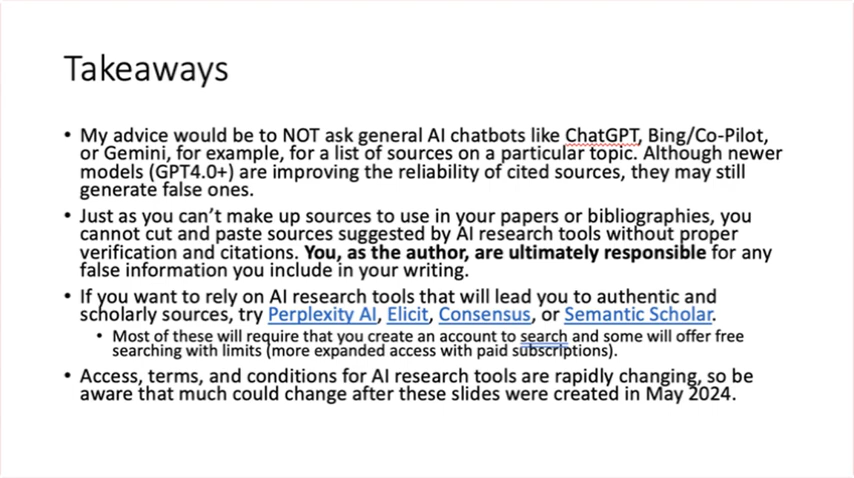 Takeaways
• My advice would be to NOT ask general AI chatbots like ChatGPT, Bing/Co-Pilot,
or Gemini, for example, for a list of sources on a particular topic. Although newer
models (GPT4.0+) are improving the reliability of cited sources, they may still
generate false ones.
• Just as you can’t make up sources to use in your papers or bibliographies, you
cannot cut and paste sources suggested by AI research tools without proper
verification and citations. You, as the author, are ultimately responsible for any
false information you include in your writing.
• If you want to rely on AI research tools that will lead you to authentic and
scholarly sources, try Perplexity AI, Elicit, Consensus, or Semantic Scholar.
• Most of these will require that you create an account to search and some will offer free
searching with limits (more expanded access with paid subscriptions).
• Access, terms, and conditions for AI research tools are rapidly changing, so be
aware that much could change after these slides were created in May 2024.